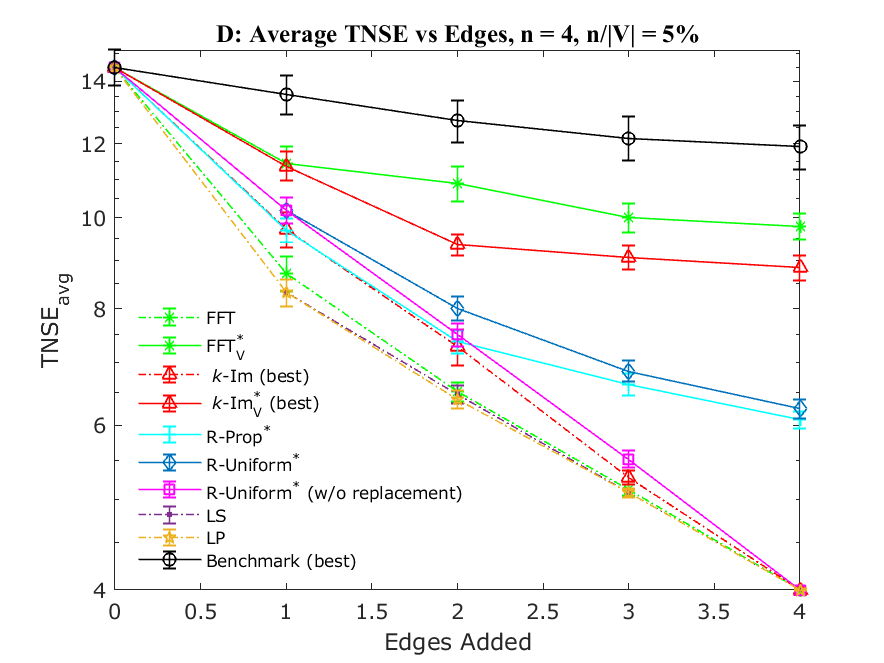 D: Average TNSE vs Edges, n = 4, n/|V| = 5%
14
12
10
8
6
4
TNSE_avg
FFT
FFT*_V
k-Im (best)
k-Im*_V (best)
R-Prop*
R-Uniform*
R-Uniform* (w/o replacement)
LS
LP
Benchmark (best)
0 0.5 1 1.5 2 2.5 3 3.5 4
Edges Added